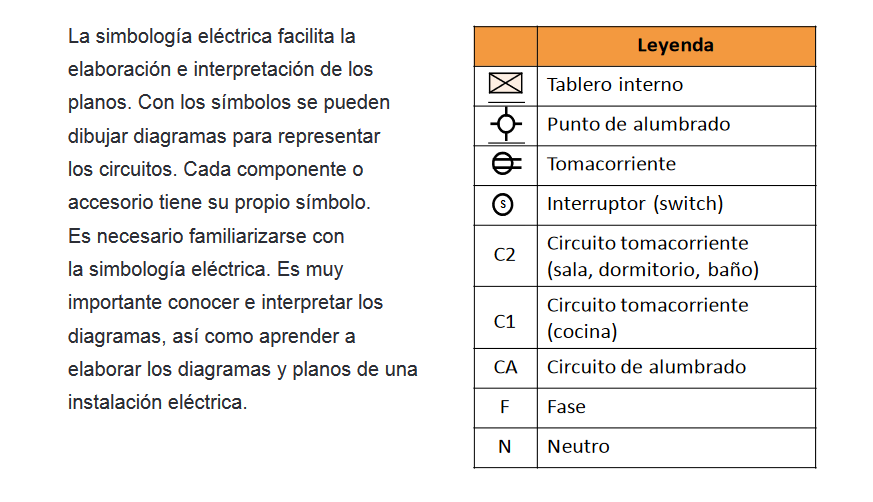 La simbología eléctrica facilita la
elaboración e interpretación de los
planos. Con los símbolos se pueden
dibujar diagramas para representar
los circuitos. Cada componente o
accesorio tiene su propio símbolo.
Es necesario familiarizarse con
la simbología eléctrica. Es muy
importante conocer e interpretar los
diagramas, así como aprender a
elaborar los diagramas y planos de una
instalación eléctrica.
Leyenda
Tablero interno
Punto de alumbrado
Tomacorriente
S Interruptor (switch)
C2 Circuito tomacorriente
(sala, dormitorio, baño)
C1 Circuito tomacorriente
(cocina)
CA Circuito de alumbrado
F Fase
N Neutro